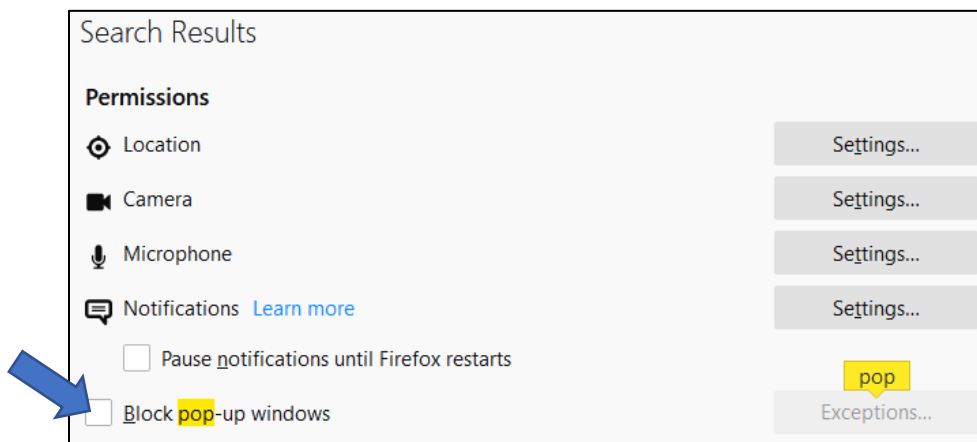 Search Results
Permissions
Location Settings...
Camera Settings...
Microphone Settings...
Notifications Learn more Settings...
Pause notifications until Firefox restarts
pop
Block pop-up windows Exceptions...